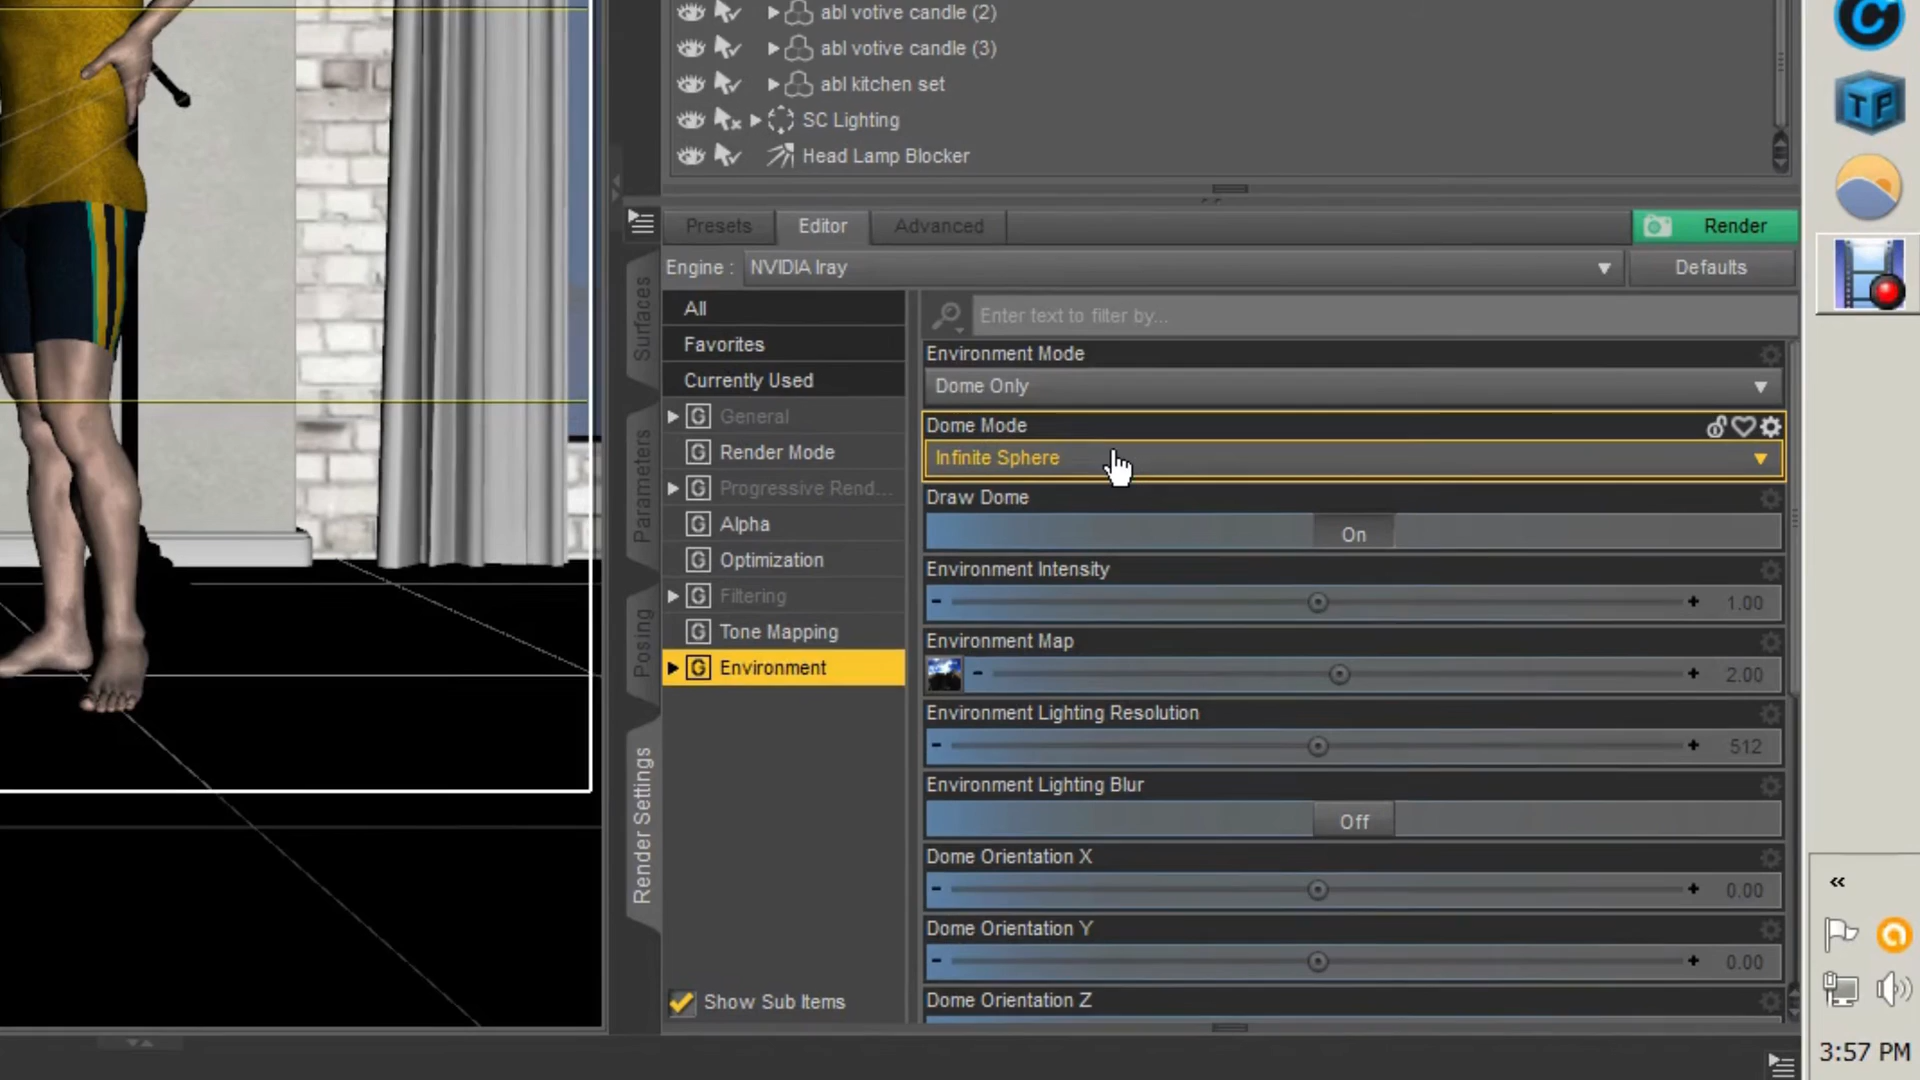 abl votive candle (2)
abl votive candle (3)
abl kitchen set
SC Lighting
Head Lamp Blocker
Presets
Editor
Advanced
Render
Engine :
NVIDIA Iray
Defaults
All
Favorites
Currently Used
G General
G Render Mode
G Progressive Rend...
G Alpha
G Optimization
G Filtering
G Tone Mapping
G Environment
Show Sub Items
Surfaces
Parameters
Posing
Render Settings
Enter text to filter by...
Environment Mode
Dome Only
Dome Mode
Infinite Sphere
Draw Dome
On
Environment Intensity
- + 1.00
Environment Map
- + 2.00
Environment Lighting Resolution
- + 512
Environment Lighting Blur
Off
Dome Orientation X
- + 0.00
Dome Orientation Y
- + 0.00
Dome Orientation Z
C
TP
«
3:57 PM